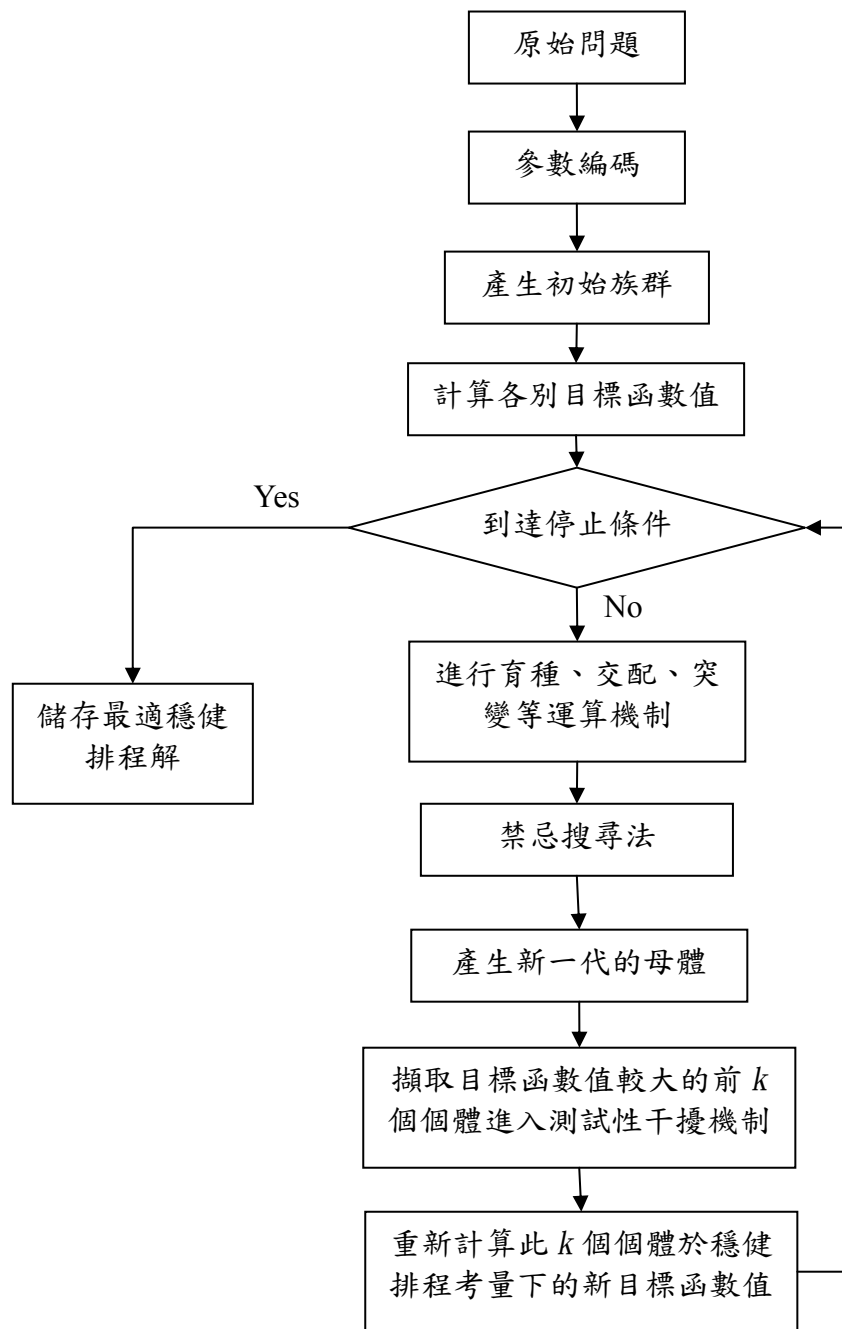 原始問題
參數編碼
產生初始族群
計算各別目標函數值
到達停止條件
Yes
No
進行育種、交配、突
變等運算機制
儲存最適穩健
排程解
禁忌搜尋法
產生新一代的母體
擷取目標函數值較大的前 k
個個體進入測試性干擾機制
重新計算此 k 個個體於穩健
排程考量下的新目標函數值